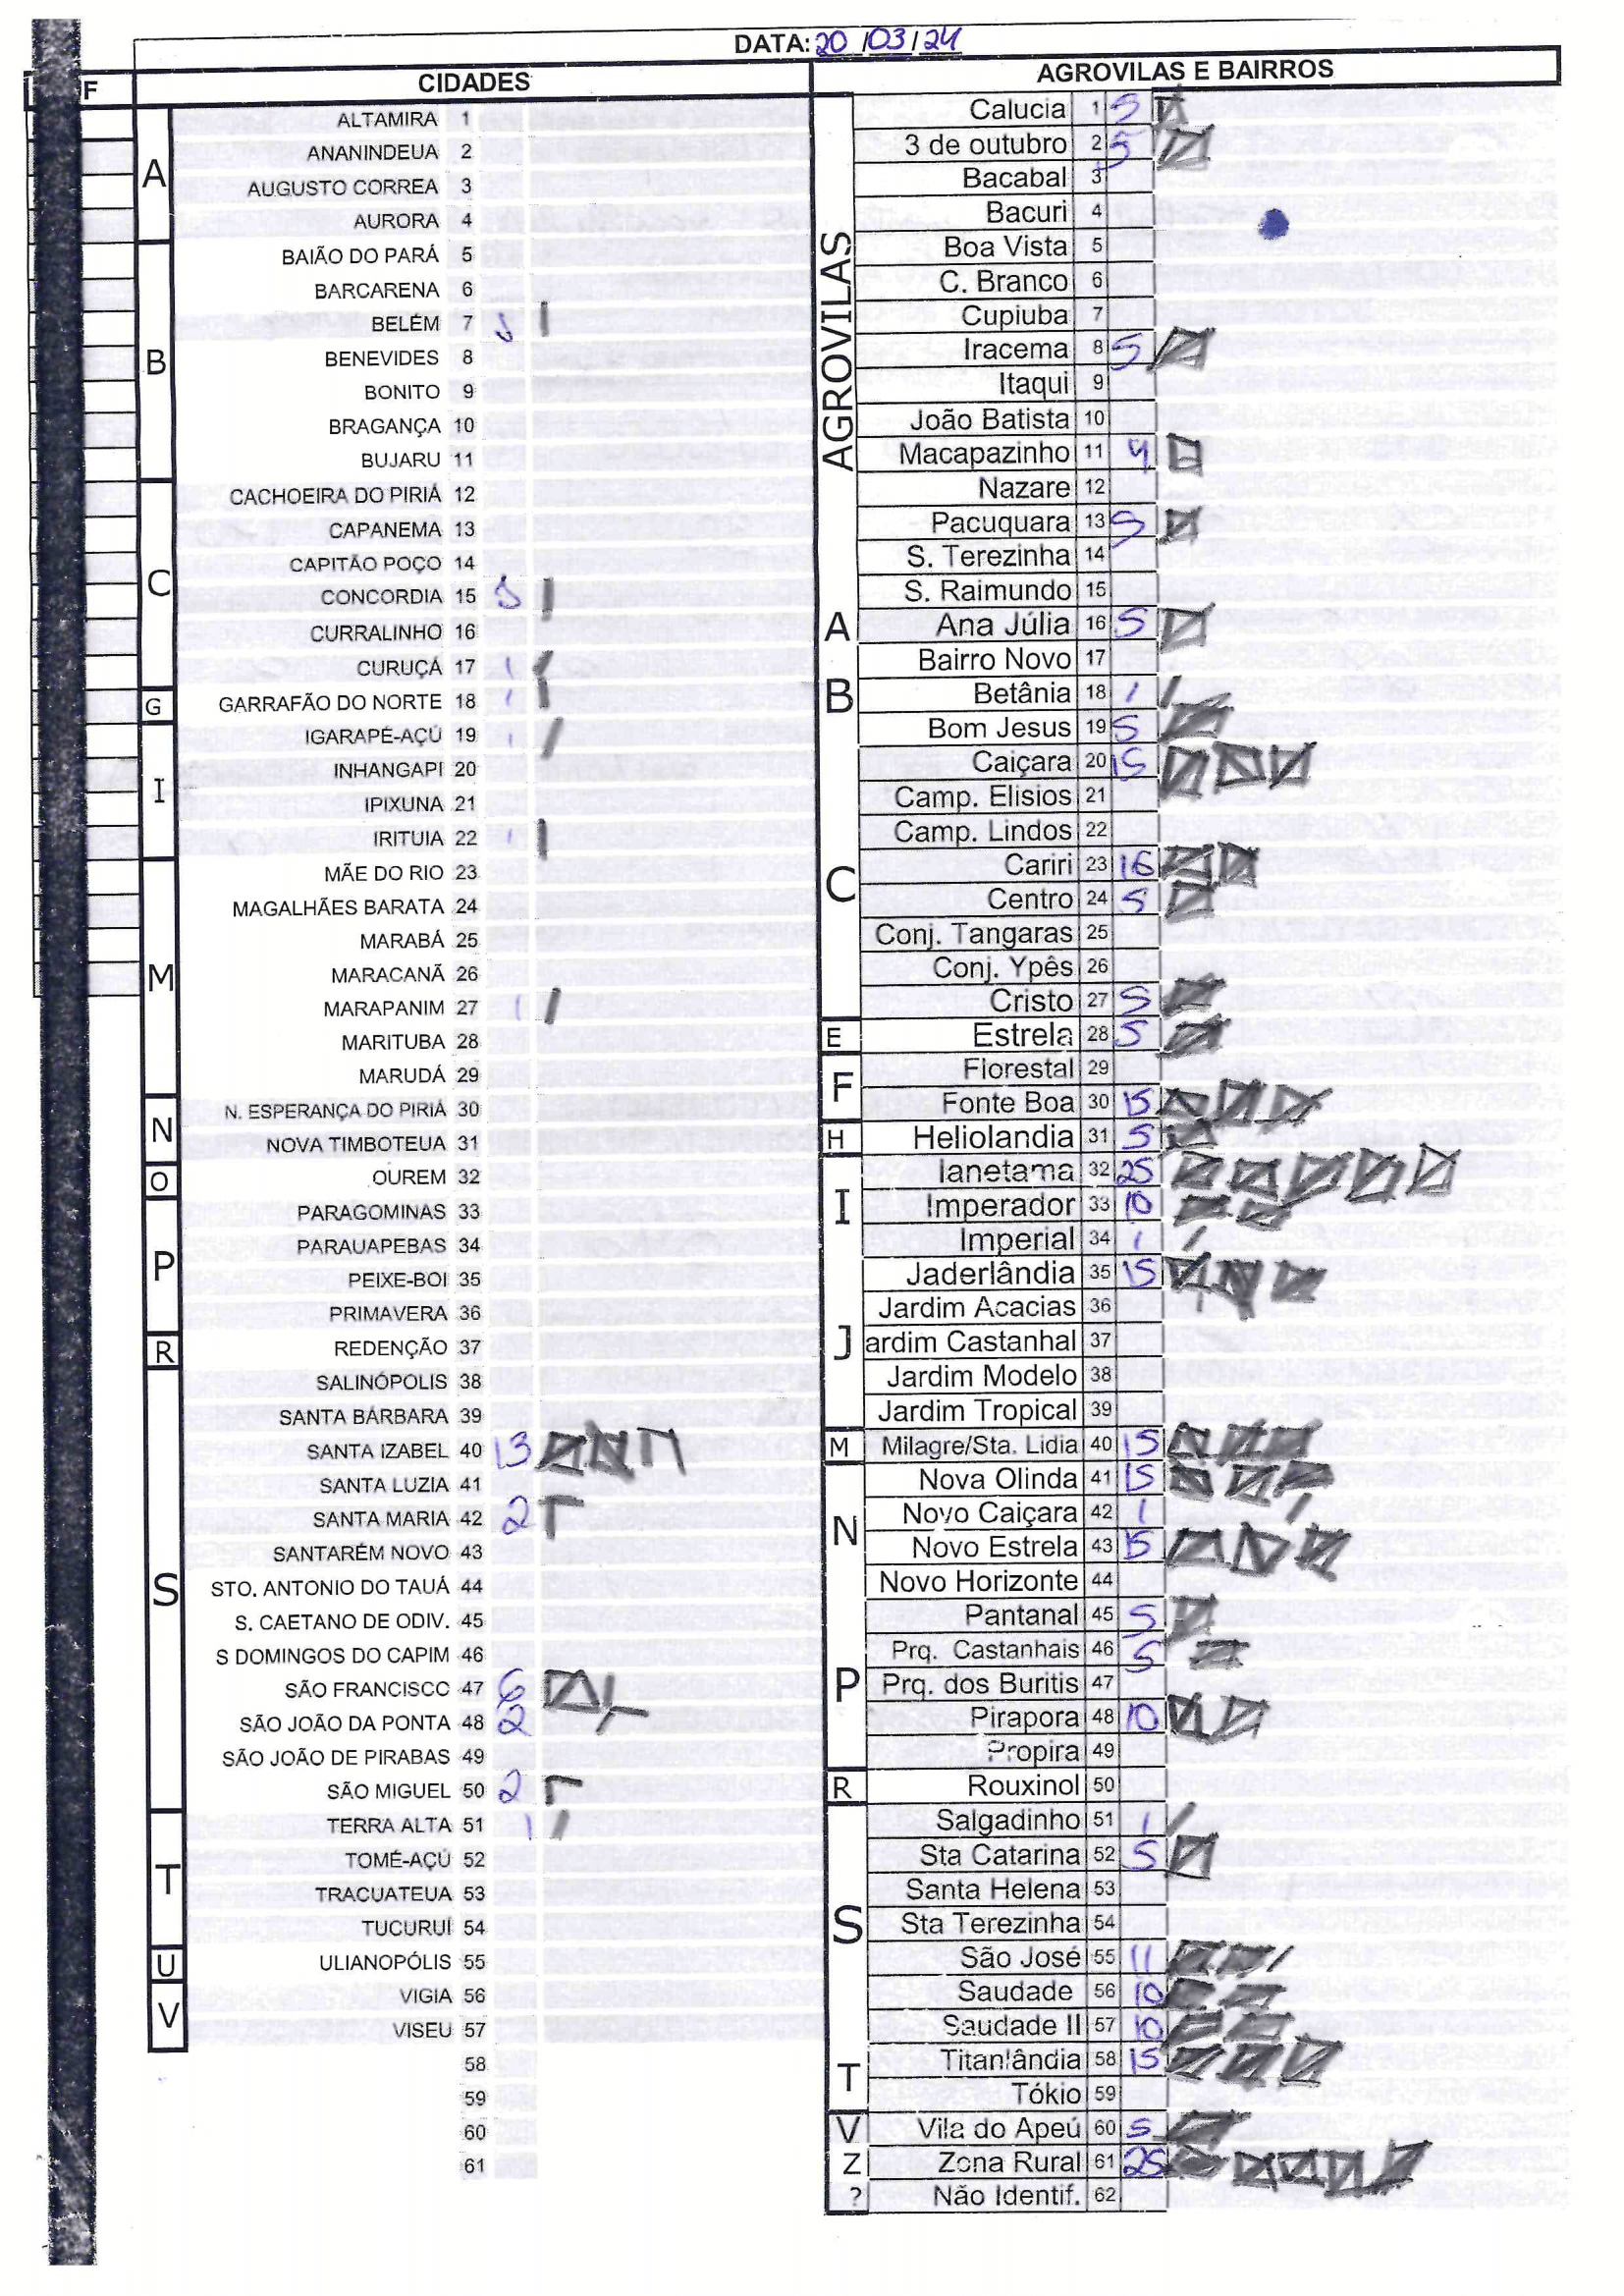 DATA: 20/03/24
F
CIDADES
AGROVILAS E BAIRROS
A
ALTAMIRA 1
ANANINDEUA 2
AUGUSTO CORREA 3
AURORA 4
B
BAIÃO DO PARÁ 5
BARCARENA 6
BELÉM 7
BENEVIDES 8
BONITO 9
BRAGANÇA 10
BUJARU 11
C
CACHOEIRA DO PIRIÁ 12
CAPANEMA 13
CAPITÃO POÇO 14
CONCORDIA 15
CURRALINHO 16
CURUÇÁ 17 1
G
GARRAFÃO DO NORTE 18 1
I
IGARAPÉ-AÇÚ 19 1
INHANGAPI 20
IPIXUNA 21
IRITUIA 22 1
M
MÃE DO RIO 23
MAGALHÃES BARATA 24
MARABÁ 25
MARACANÃ 26
MARAPANIM 27 1
MARITUBA 28
MARUDÁ 29
N
N. ESPERANÇA DO PIRIÁ 30
NOVA TIMBOTEUA 31
O
OUREM 32
P
PARAGOMINAS 33
PARAUAPEBAS 34
PEIXE-BOI 35
PRIMAVERA 36
R
REDENÇÃO 37
S
SALINÓPOLIS 38
SANTA BÁRBARA 39
SANTA IZABEL 40 13
SANTA LUZIA 41
SANTA MARIA 42 2
SANTARÉM NOVO 43
STO. ANTONIO DO TAUÁ 44
S. CAETANO DE ODIV. 45
S DOMINGOS DO CAPIM 46
SÃO FRANCISCO 47 6
SÃO JOÃO DA PONTA 48 2
SÃO JOÃO DE PIRABAS 49
SÃO MIGUEL 50 2
T
TERRA ALTA 51 1
TOMÉ-AÇÚ 52
TRACUATEUA 53
TUCURUÍ 54
U
ULIANOPÓLIS 55
V
VIGIA 56
VISEU 57
58
59
60
61
AGROVILAS
Calucia 1 5
3 de outubro 2 5
Bacabal 3
Bacuri 4
Boa Vista 5
C. Branco 6
Cupiuba 7
Iracema 8 5
Itaqui 9
João Batista 10
Macapazinho 11 4
Nazare 12
Pacuquara 13 5
S. Terezinha 14
S. Raimundo 15
A
Ana Júlia 16 5
Bairro Novo 17
B
Betânia 18 1
Bom Jesus 19 5
Caiçara 20 15
Camp. Elisios 21
Camp. Lindos 22
C
Cariri 23 16
Centro 24 5
Conj. Tangaras 25
Conj. Ypês 26
Cristo 27 5
E
Estrela 28 5
F
Florestal 29
Fonte Boa 30 15
H
Heliolandia 31 5
I
Ianetama 32 25
Imperador 33 10
Imperial 34 1
J
Jaderlândia 35 15
Jardim Acacias 36
ardim Castanhal 37
Jardim Modelo 38
Jardim Tropical 39
M
Milagre/Sta. Lidia 40 15
N
Nova Olinda 41 15
Novo Caiçara 42 1
Novo Estrela 43 15
Novo Horizonte 44
P
Pantanal 45 5
Prq. Castanhais 46 5
Prq. dos Buritis 47
Pirapora 48 10
Propira 49
R
Rouxinol 50
S
Salgadinho 51 1
Sta Catarina 52 5
Santa Helena 53
Sta Terezinha 54
São José 55 11
Saudade 56 10
Saudade II 57 10
T
Titanlândia 58 15
Tókio 59
V
Vila do Apeú 60 5
Z
Zona Rural 61 25
?
Não Identif. 62